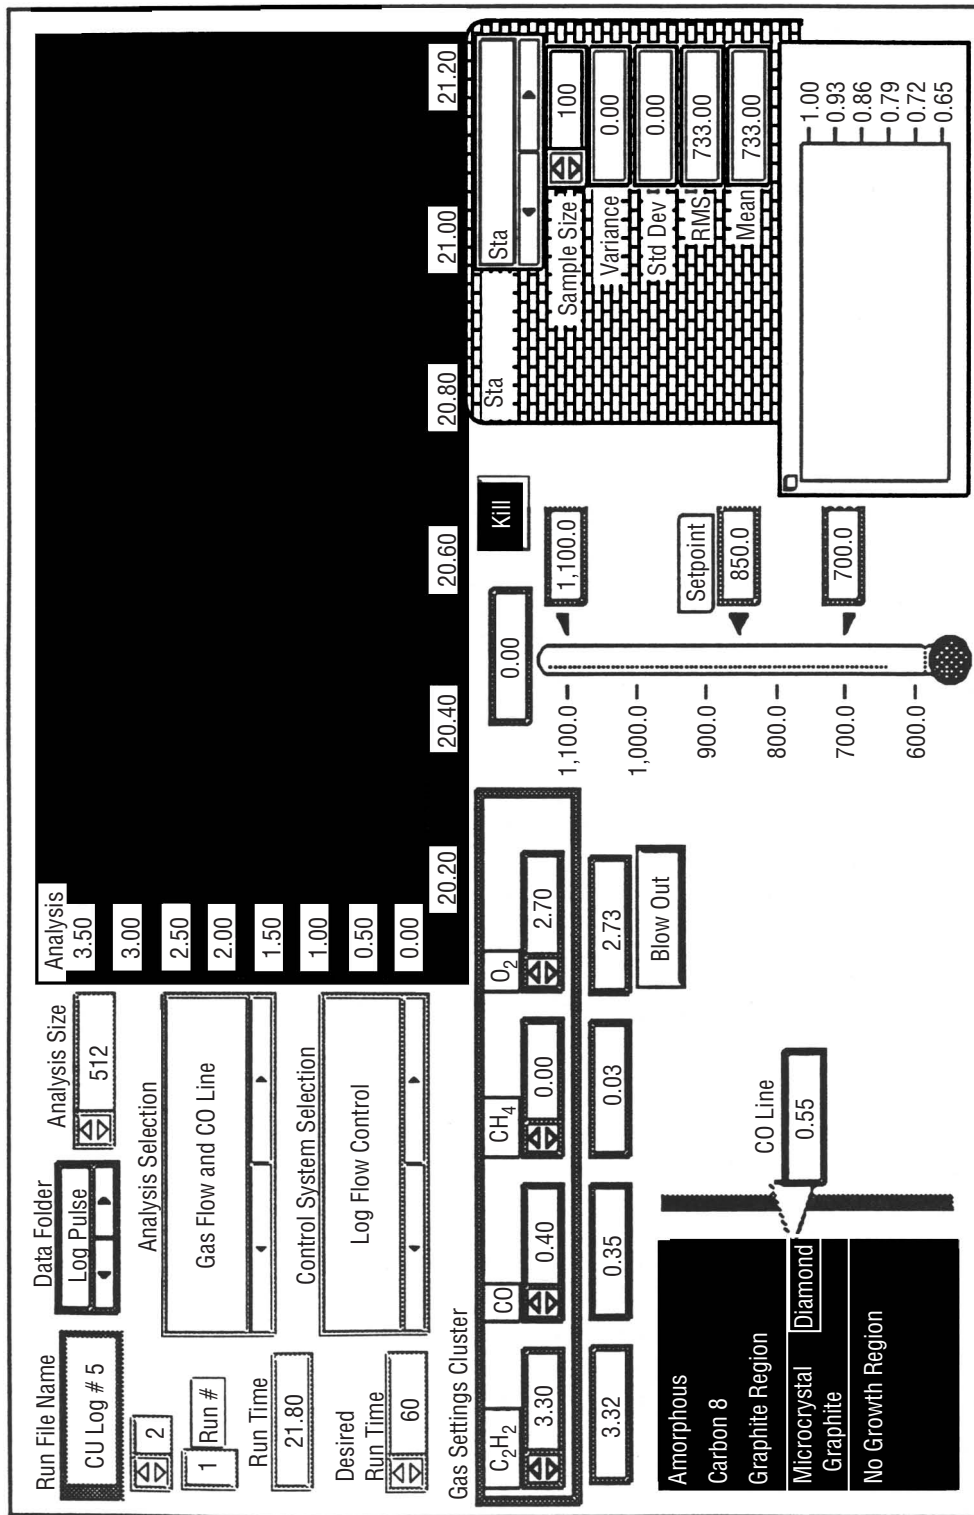 Run File Name
CU Log # 5
2
1 Run #
Run Time
21.80
Desired
Run Time
60
Data Folder
Log Pulse
Analysis Size
512
Analysis Selection
Gas Flow and CO Line
Control System Selection
Log Flow Control
Analysis
3.50
3.00
2.50
2.00
1.50
1.00
0.50
0.00
20.20 20.40 20.60 20.80 21.00 21.20
Gas Settings Cluster
C₂H₂ CO CH₄ O₂
3.30 0.40 0.00 2.70
3.32 0.35 0.03 2.73
Blow Out
Amorphous
Carbon 8
Graphite Region
Microcrystal
Graphite
Diamond
No Growth Region
CO Line
0.55
0.00
Kill
1,100.0
1,000.0
900.0
800.0
700.0
600.0
1,100.0
Setpoint
850.0
700.0
Sta
Sta
Sample Size 100
Variance 0.00
Std Dev 0.00
RMS 733.00
Mean 733.00
1.00
0.93
0.86
0.79
0.72
0.65